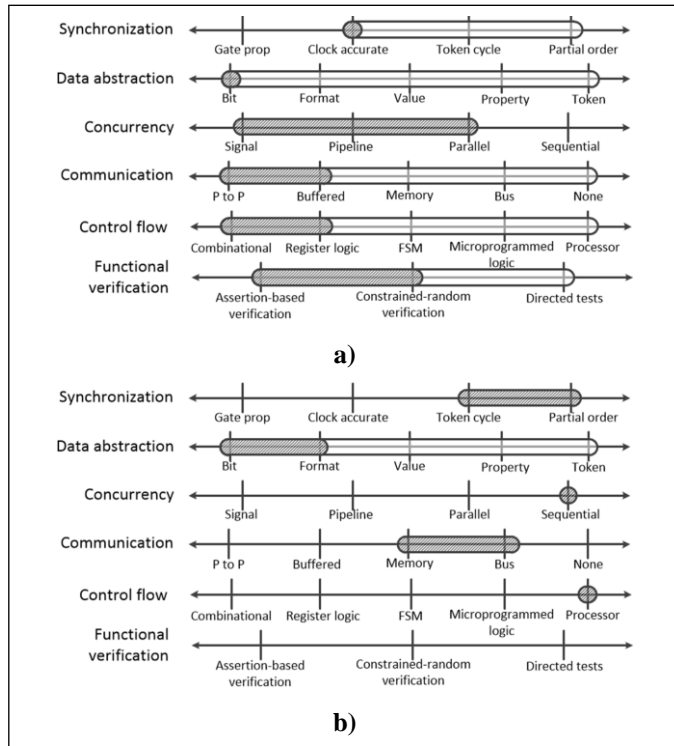 Synchronization
Gate prop Clock accurate Token cycle Partial order
Data abstraction
Bit Format Value Property Token
Concurrency
Signal Pipeline Parallel Sequential
Communication
P to P Buffered Memory Bus None
Control flow
Combinational Register logic FSM Microprogrammed Processor
logic
Functional
verification
Assertion-based Constrained-random Directed tests
verification verification
a)
Synchronization
Gate prop Clock accurate Token cycle Partial order
Data abstraction
Bit Format Value Property Token
Concurrency
Signal Pipeline Parallel Sequential
Communication
P to P Buffered Memory Bus None
Control flow
Combinational Register logic FSM Microprogrammed Processor
logic
Functional
verification
Assertion-based Constrained-random Directed tests
verification verification
b)